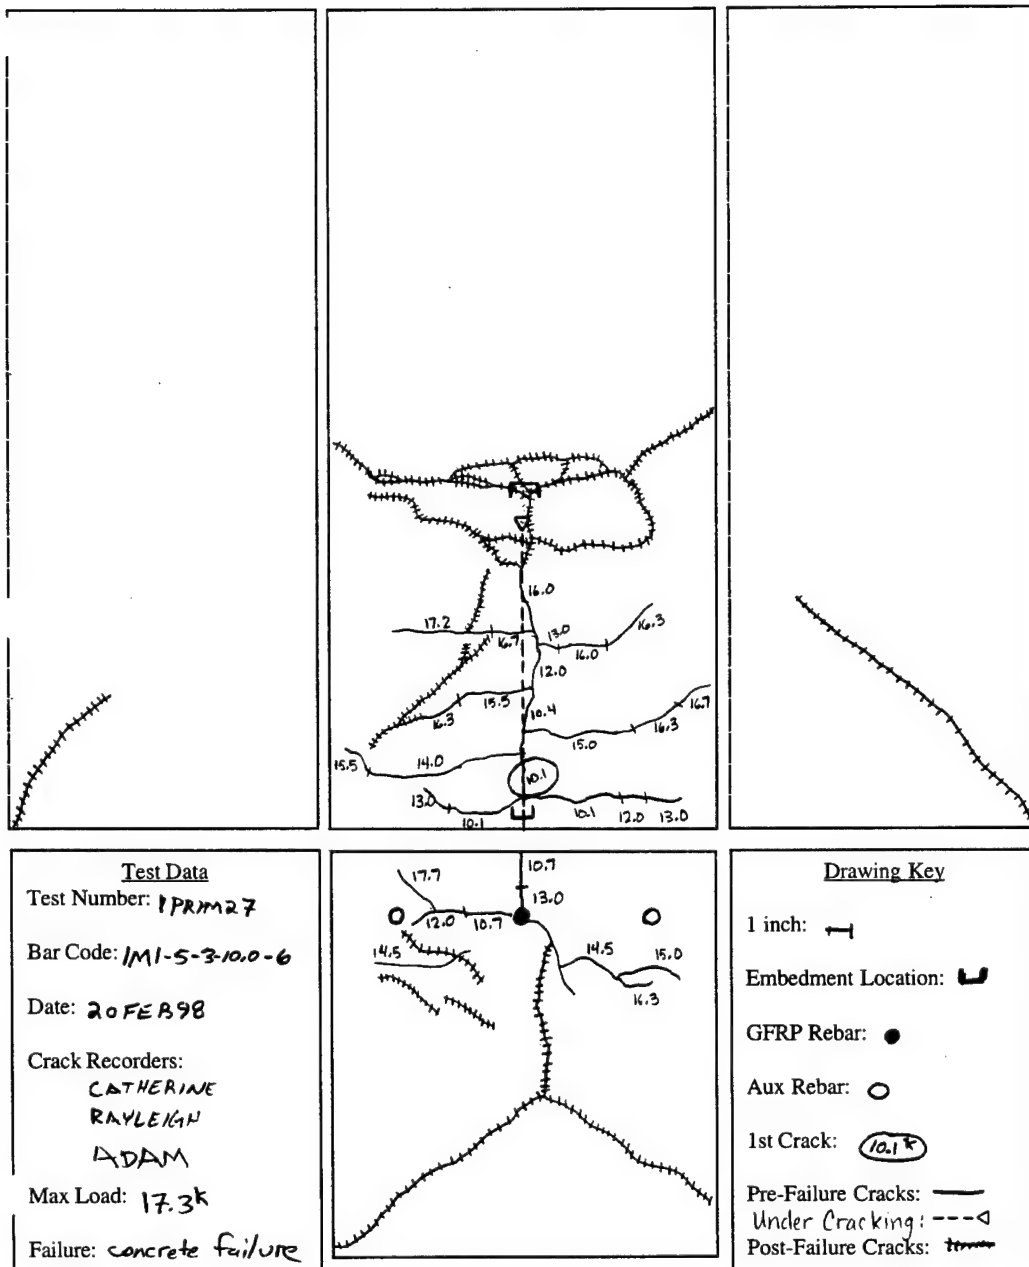 16.0
17.2
16.7
13.0
16.0
16.3
12.0
15.5
16.3
10.4
15.0
16.3
16.7
15.5
14.0
10.1
13.0
10.1
10.1
12.0
13.0
Test Data
Test Number: 1PRIM27
Bar Code: 1M1-5-3-10.0-6
Date: 20FEB98
Crack Recorders:
CATHERINE
RAYLEIGH
ADAM
Max Load: 17.3k
Failure: concrete failure
10.7
17.7
13.0
12.0
10.7
14.5
14.5
15.0
16.3
Drawing Key
1 inch:
Embedment Location:
GFRP Rebar:
Aux Rebar:
1st Crack: 10.1k
Pre-Failure Cracks:
Under Cracking:
Post-Failure Cracks: